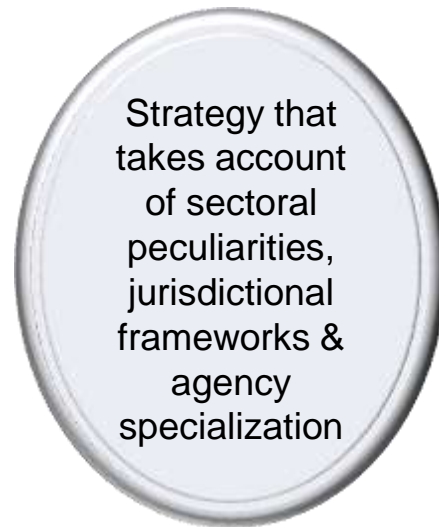 Strategy that
takes account
of sectoral
peculiarities,
jurisdictional
frameworks &
agency
specialization